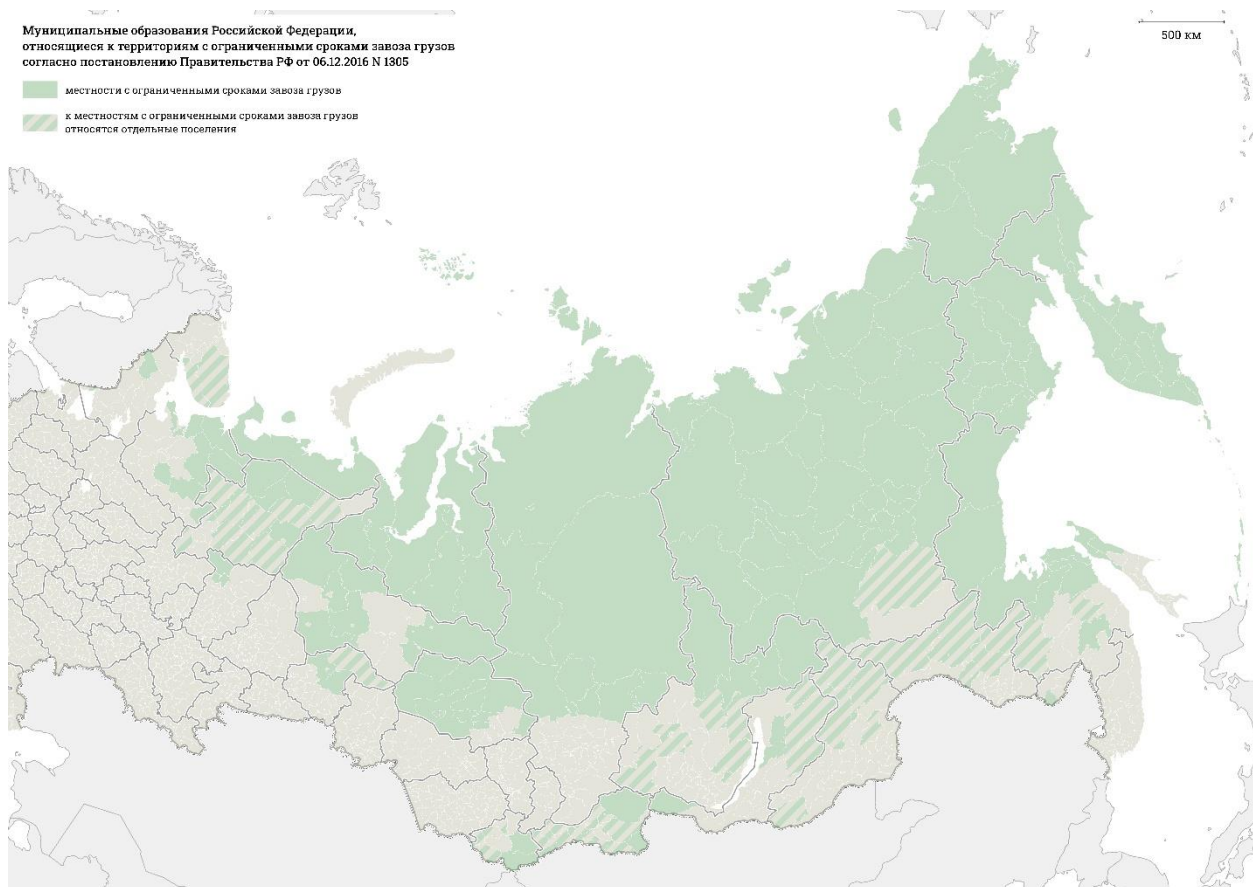 Муниципальные образования Российской Федерации,
относящиеся к территориям с ограниченными сроками завоза грузов
согласно постановлению Правительства РФ от 06.12.2016 N 1305
местности с ограниченными сроками завоза грузов
к местностям с ограниченными сроками завоза грузов
относятся отдельные поселения
500 км